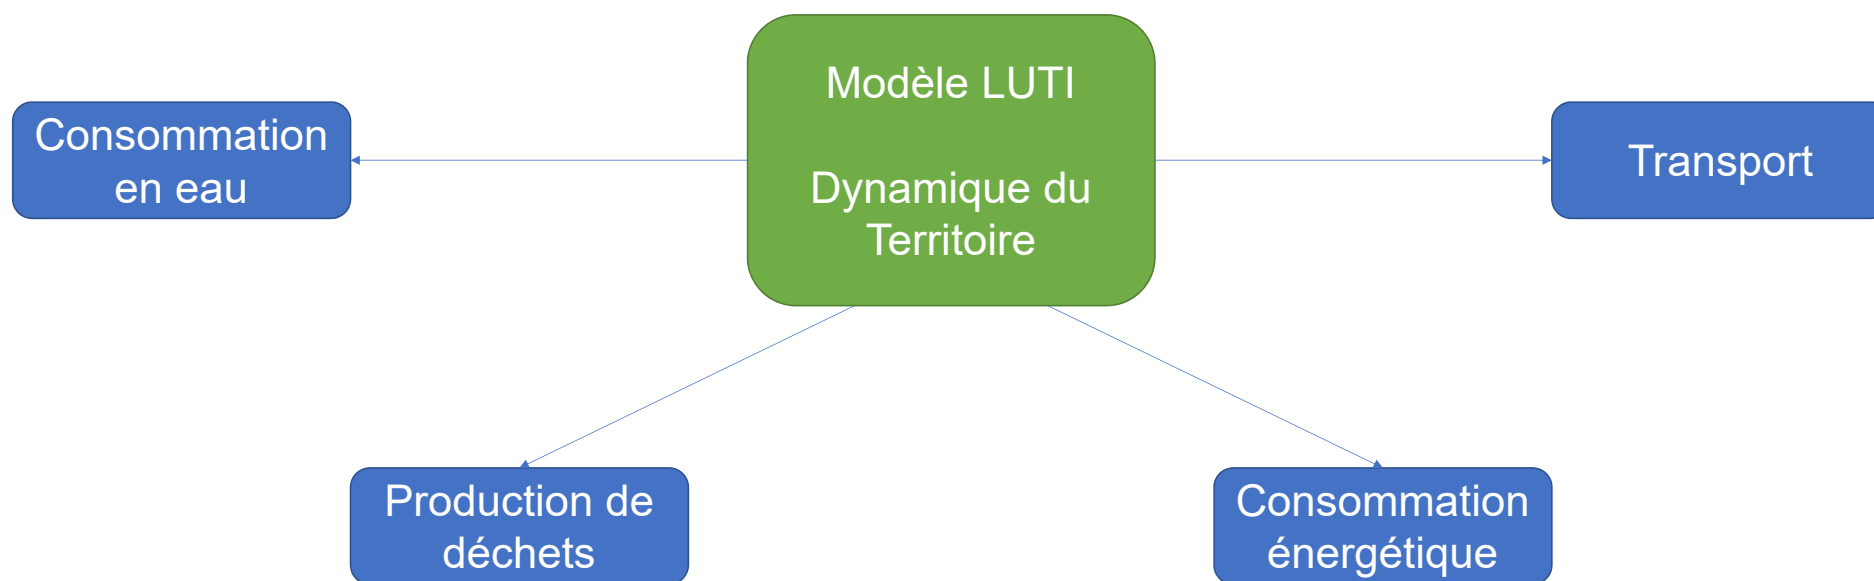 Modèle LUTI
Dynamique du
Territoire
Consommation
en eau
Transport
Production de
déchets
Consommation
énergétique